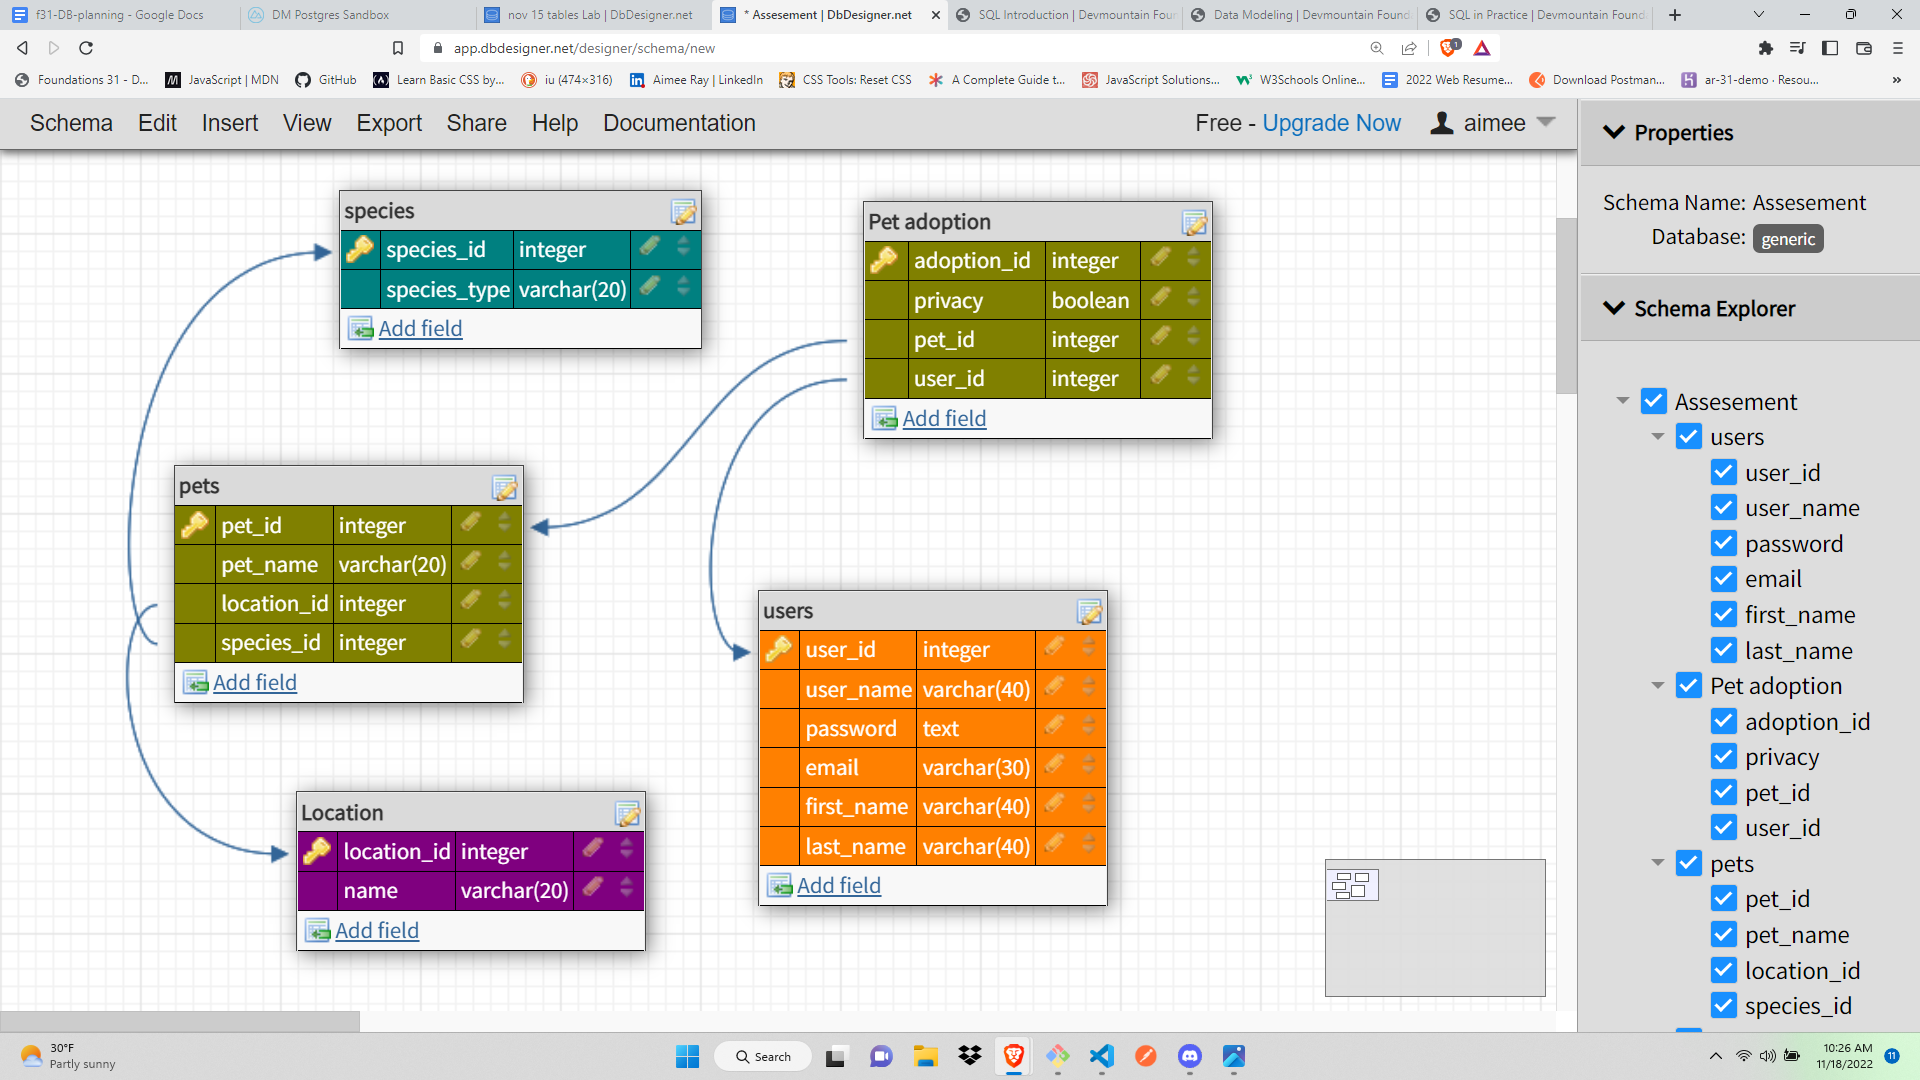 f31-DB-planning - Google Docs
DM Postgres Sandbox
nov 15 tables Lab | DbDesigner.net
* Assesement | DbDesigner.net
SQL Introduction | Devmountain Four
Data Modeling | Devmountain Found
SQL in Practice | Devmountain Found
app.dbdesigner.net/designer/schema/new
1
Foundations 31 - D...
JavaScript | MDN
GitHub
Learn Basic CSS by...
iu (474×316)
Aimee Ray | LinkedIn
CSS Tools: Reset CSS
A Complete Guide t...
JavaScript Solutions...
W3Schools Online...
2022 Web Resume...
Download Postman...
ar-31-demo · Resou...
Schema Edit Insert View Export Share Help Documentation
Free - Upgrade Now
aimee
Properties
Schema Name: Assesement
Database: generic
Schema Explorer
Assesement
users
user_id
user_name
password
email
first_name
last_name
Pet adoption
adoption_id
privacy
pet_id
user_id
pets
pet_id
pet_name
location_id
species_id
species
species_id integer
species_type varchar(20)
Add field
Pet adoption
adoption_id integer
privacy boolean
pet_id integer
user_id integer
Add field
pets
pet_id integer
pet_name varchar(20)
location_id integer
species_id integer
Add field
users
user_id integer
user_name varchar(40)
password text
email varchar(30)
first_name varchar(40)
last_name varchar(40)
Add field
Location
location_id integer
name varchar(20)
Add field
30°F
Partly sunny
Search
10:26 AM
11/18/2022
11